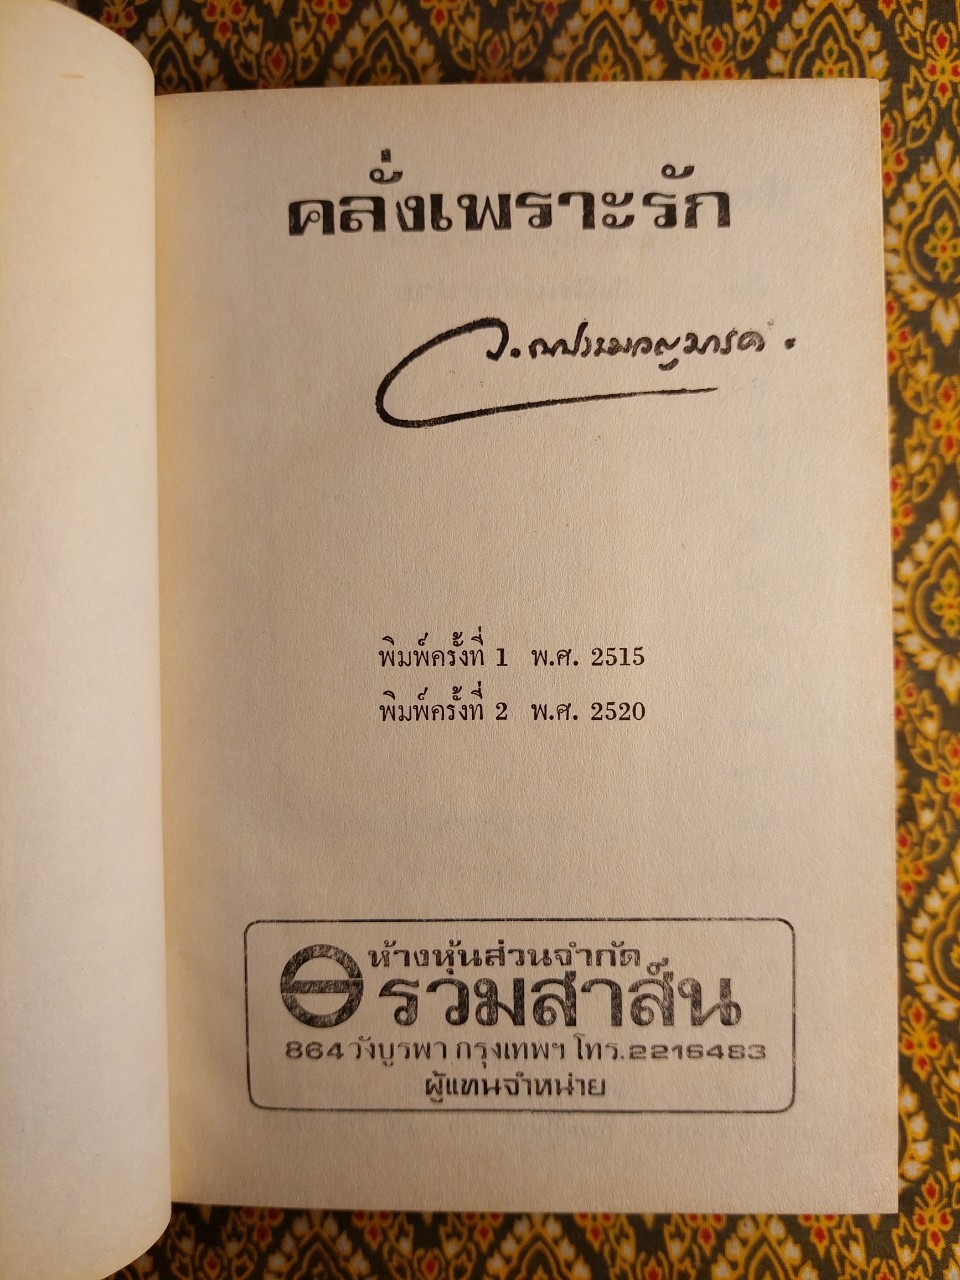 คลั่งเพราะรัก
ว. ณประมวญมารค.
พิมพ์ครั้งที่ 1 พ.ศ. 2515
พิมพ์ครั้งที่ 2 พ.ศ. 2520
ห้างหุ้นส่วนจำกัด
รวมสาส์น
864 วังบูรพา กรุงเทพฯ โทร. 2216483
ผู้แทนจำหน่าย